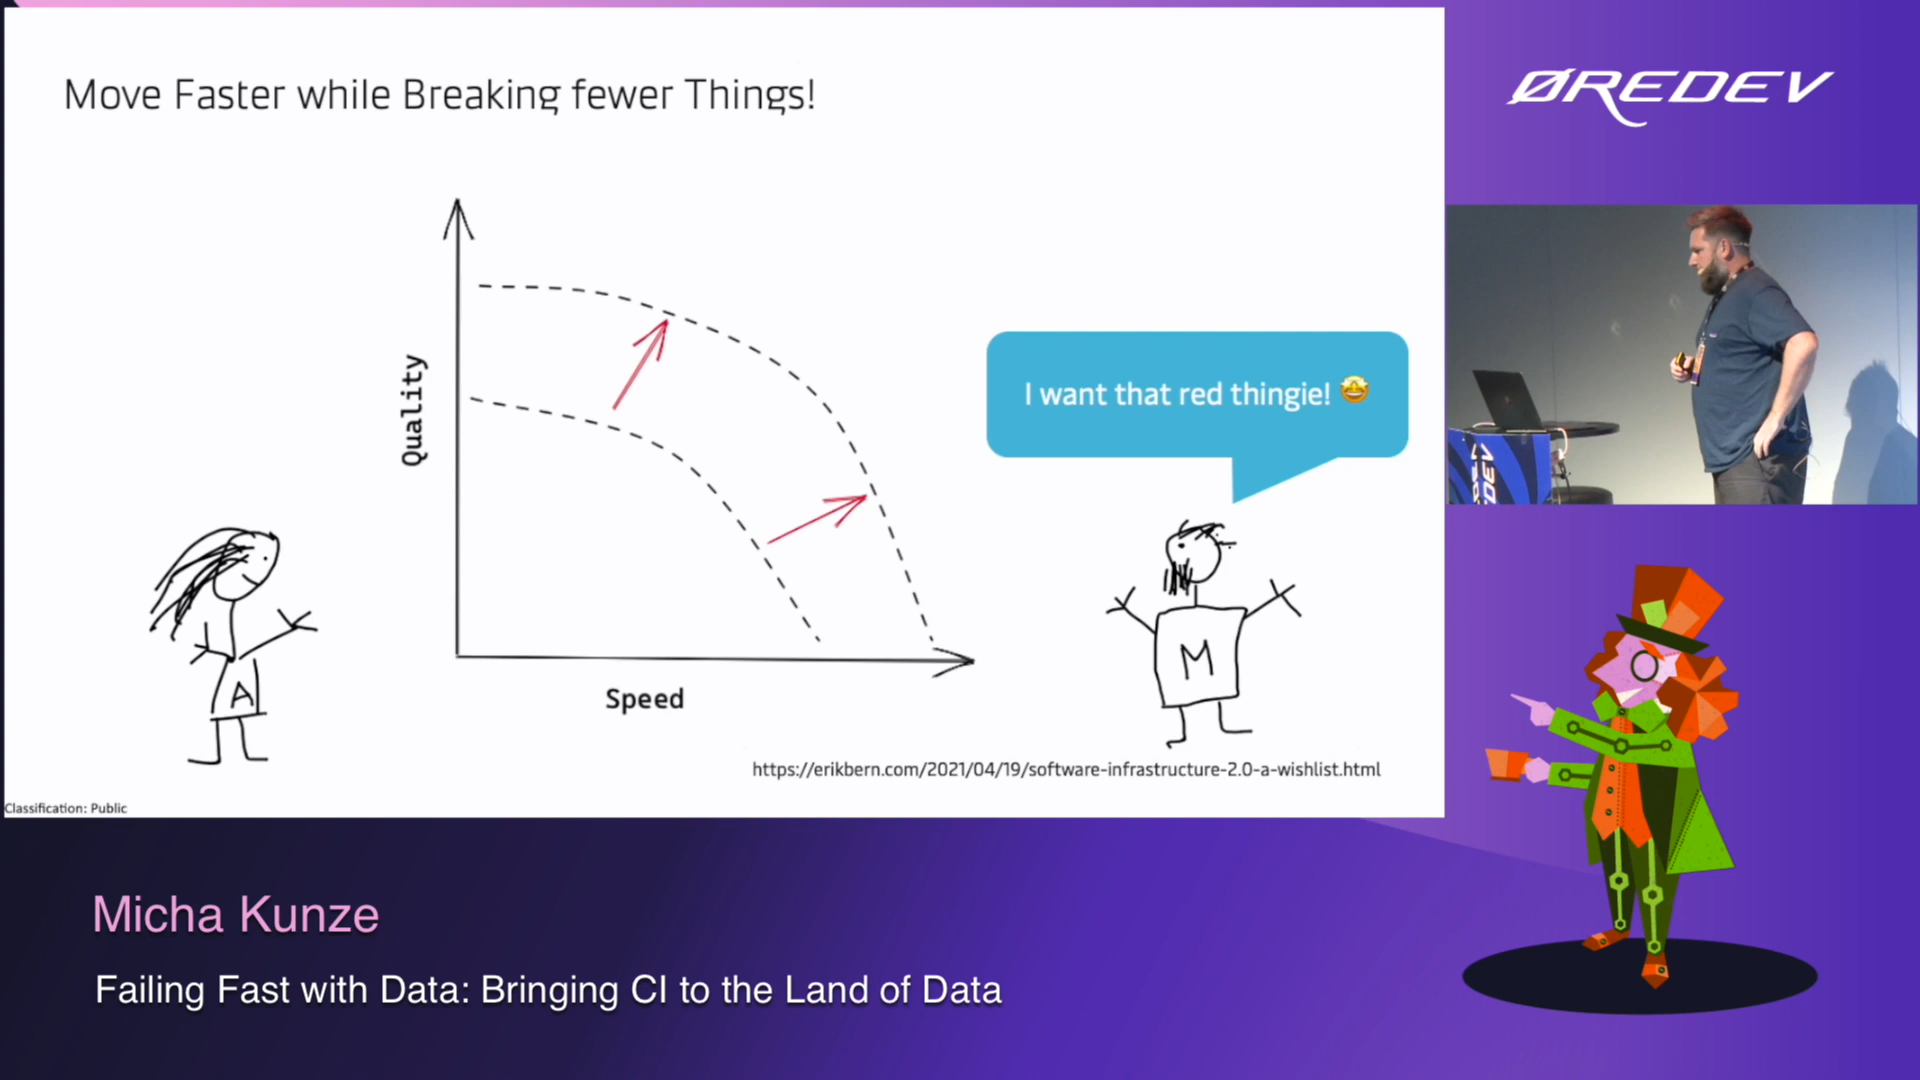 Move Faster while Breaking fewer Things!
ØREDEV
Quality
I want that red thingie! 🤩
A
M
Speed
https://erikbern.com/2021/04/19/software-infrastructure-2.0-a-wishlist.html
Classification: Public
Micha Kunze
Failing Fast with Data: Bringing CI to the Land of Data